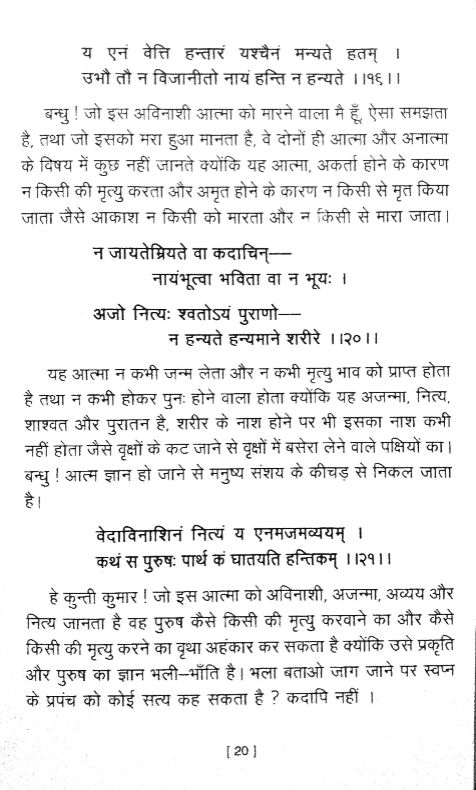 य एनं वेत्ति हन्तारं यश्चैनं मन्यते हतम् ।
उभौ तौ न विजानीतो नायं हन्ति न हन्यते ।।१६।।
बन्धु ! जो इस अविनाशी आत्मा को मारने वाला मै हूँ, ऐसा समझता
है, तथा जो इसको मरा हुआ मानता है, वे दोनों ही आत्मा और अनात्मा
के विषय में कुछ नहीं जानते क्योंकि यह आत्मा, अकर्ता होने के कारण
न किसी की मृत्यु करता और अमृत होने के कारण न किसी से मृत किया
जाता जैसे आकाश न किसी को मारता और न किसी से मारा जाता।
न जायतेम्रियते वा कदाचिन्——
नायंभूत्वा भविता वा न भूयः ।
अजो नित्यः श्वतोऽयं पुराणो——
न हन्यते हन्यमाने शरीरे ।।२०।।
यह आत्मा न कभी जन्म लेता और न कभी मृत्यु भाव को प्राप्त होता
है तथा न कभी होकर पुनः होने वाला होता क्योंकि यह अजन्मा, नित्य,
शाश्वत और पुरातन है, शरीर के नाश होने पर भी इसका नाश कभी
नहीं होता जैसे वृक्षों के कट जाने से वृक्षों में बसेरा लेने वाले पक्षियों का।
बन्धु ! आत्म ज्ञान हो जाने से मनुष्य संशय के कीचड़ से निकल जाता
है।
वेदाविनाशिनं नित्यं य एनमजमव्ययम् ।
कथं स पुरुषः पार्थ कं घातयति हन्तिकम् ।।२१।।
हे कुन्ती कुमार ! जो इस आत्मा को अविनाशी, अजन्मा, अव्यय और
नित्य जानता है वह पुरुष कैसे किसी की मृत्यु करवाने का और कैसे
किसी की मृत्यु करने का वृथा अहंकार कर सकता है क्योंकि उसे प्रकृति
और पुरुष का ज्ञान भली–भाँति है। भला बताओ जाग जाने पर स्वप्न
के प्रपंच को कोई सत्य कह सकता है ? कदापि नहीं ।
[ 20 ]